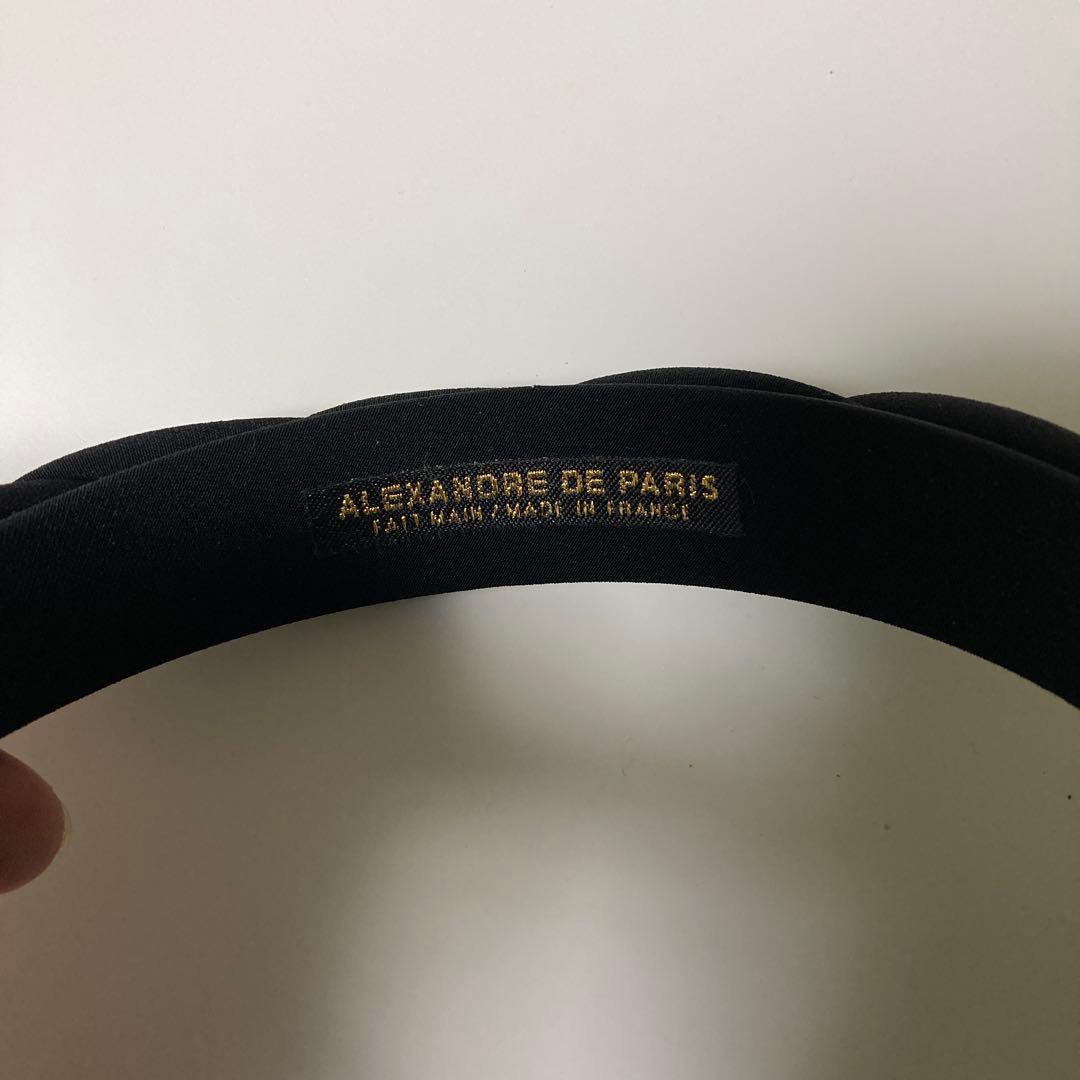 ALEXANDRE DE PARIS
FAIT MAIN / MADE IN FRANCE